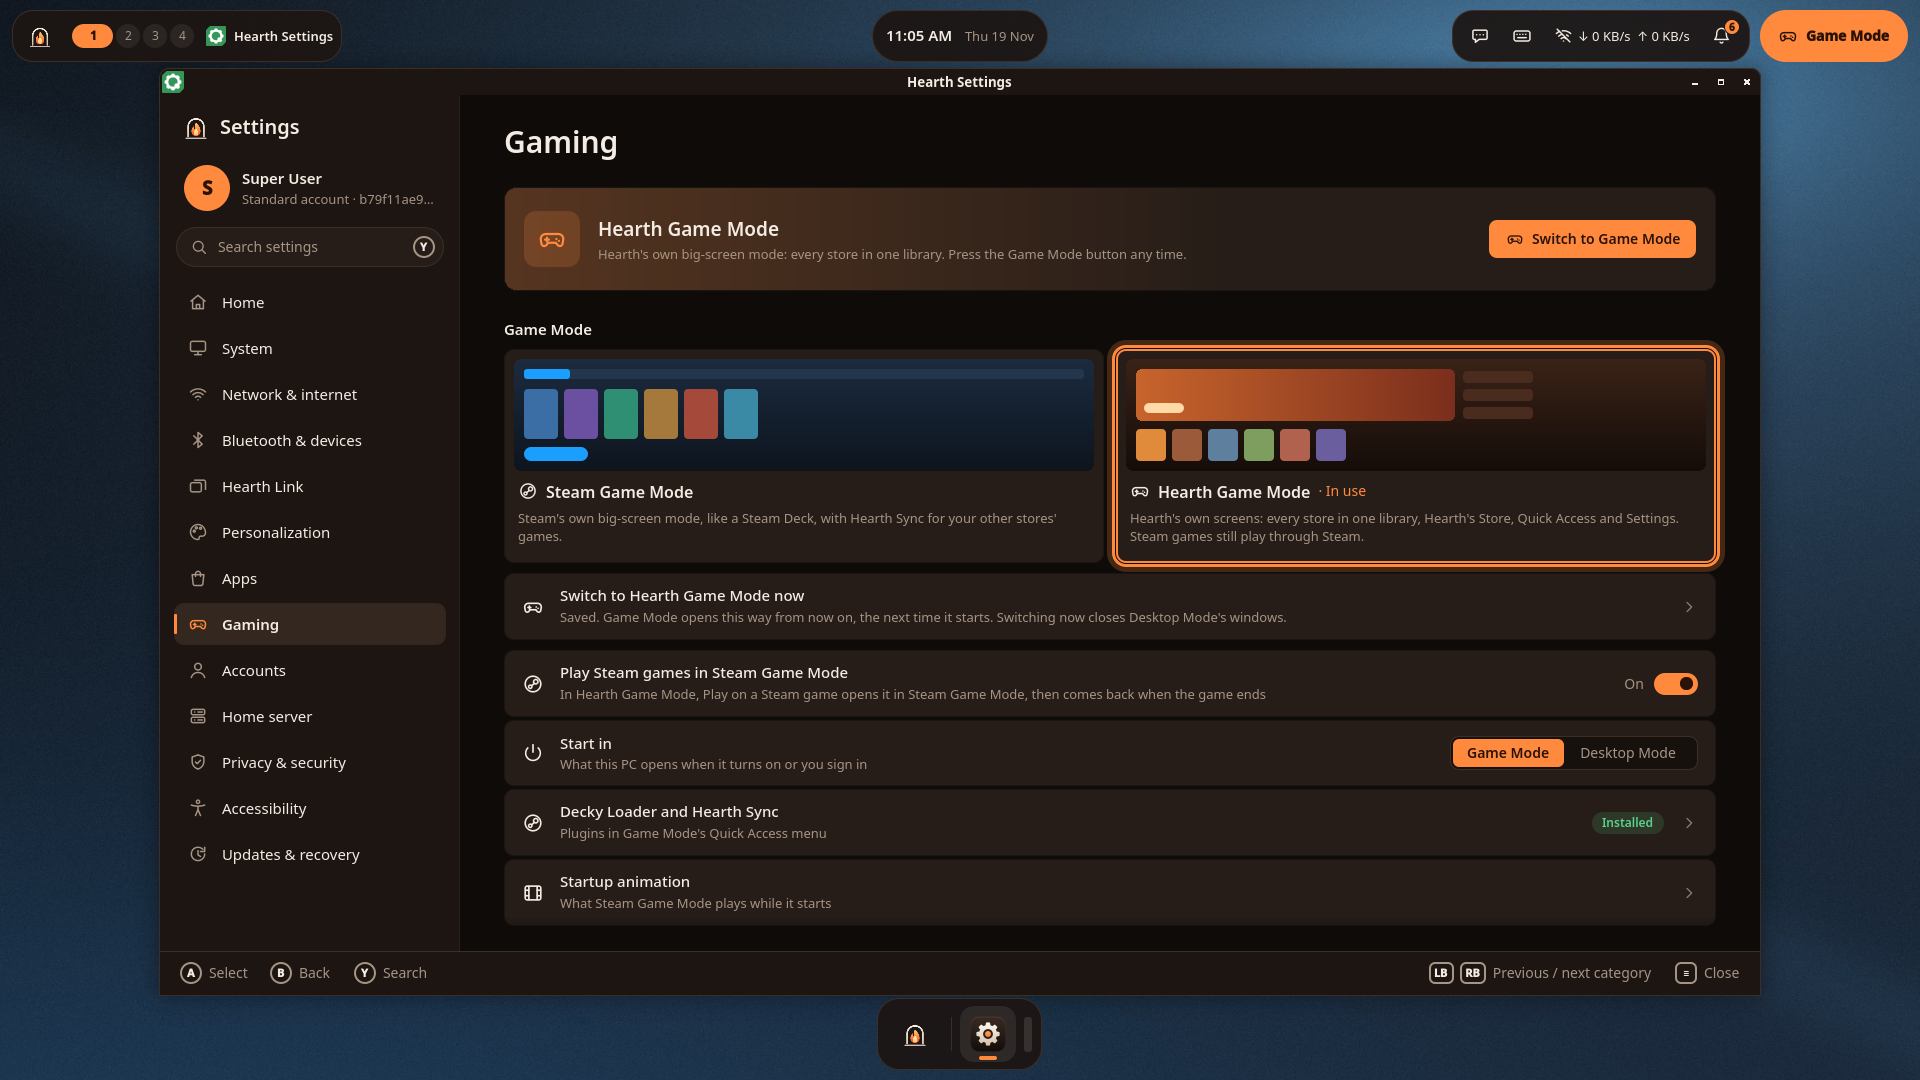 1 2 3 4 Hearth Settings
11:05 AM Thu 19 Nov
↓ 0 KB/s ↑ 0 KB/s 6
Game Mode
Hearth Settings
Settings
S
Super User
Standard account · b79f11ae9...
Search settings Y
Home
System
Network & internet
Bluetooth & devices
Hearth Link
Personalization
Apps
Gaming
Accounts
Home server
Privacy & security
Accessibility
Updates & recovery
Gaming
Hearth Game Mode
Hearth's own big-screen mode: every store in one library. Press the Game Mode button any time.
Switch to Game Mode
Game Mode
Steam Game Mode
Steam's own big-screen mode, like a Steam Deck, with Hearth Sync for your other stores'
games.
Hearth Game Mode · In use
Hearth's own screens: every store in one library, Hearth's Store, Quick Access and Settings.
Steam games still play through Steam.
Switch to Hearth Game Mode now
Saved. Game Mode opens this way from now on, the next time it starts. Switching now closes Desktop Mode's windows.
Play Steam games in Steam Game Mode
In Hearth Game Mode, Play on a Steam game opens it in Steam Game Mode, then comes back when the game ends
On
Start in
What this PC opens when it turns on or you sign in
Game Mode Desktop Mode
Decky Loader and Hearth Sync
Plugins in Game Mode's Quick Access menu
Installed
Startup animation
What Steam Game Mode plays while it starts
A Select B Back Y Search
LB RB Previous / next category ≡ Close